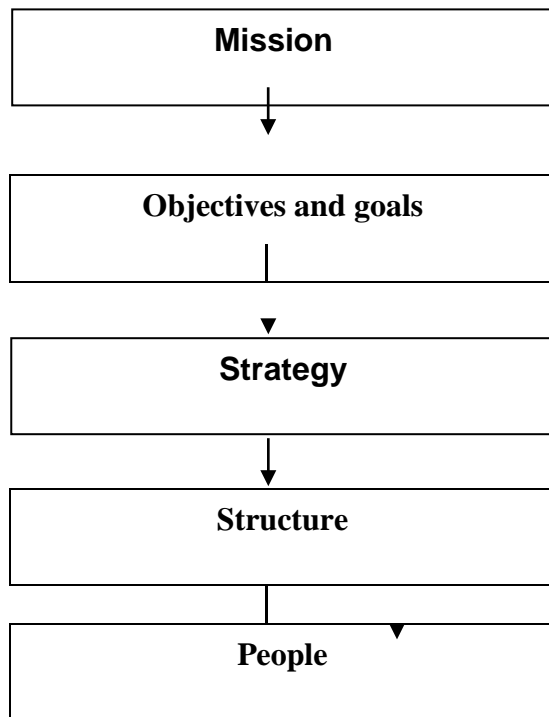 Mission
Objectives and goals
Strategy
Structure
People